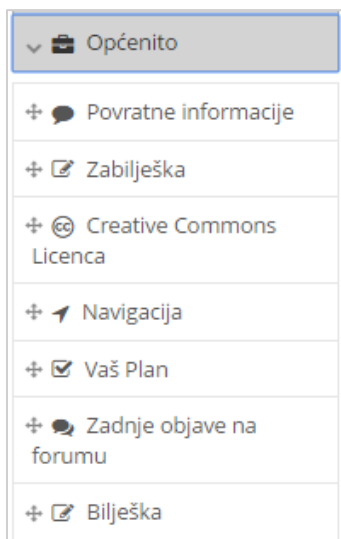 Općenito
Povratne informacije
Zabilješka
Creative Commons
Licenca
Navigacija
Vaš Plan
Zadnje objave na
forumu
Bilješka